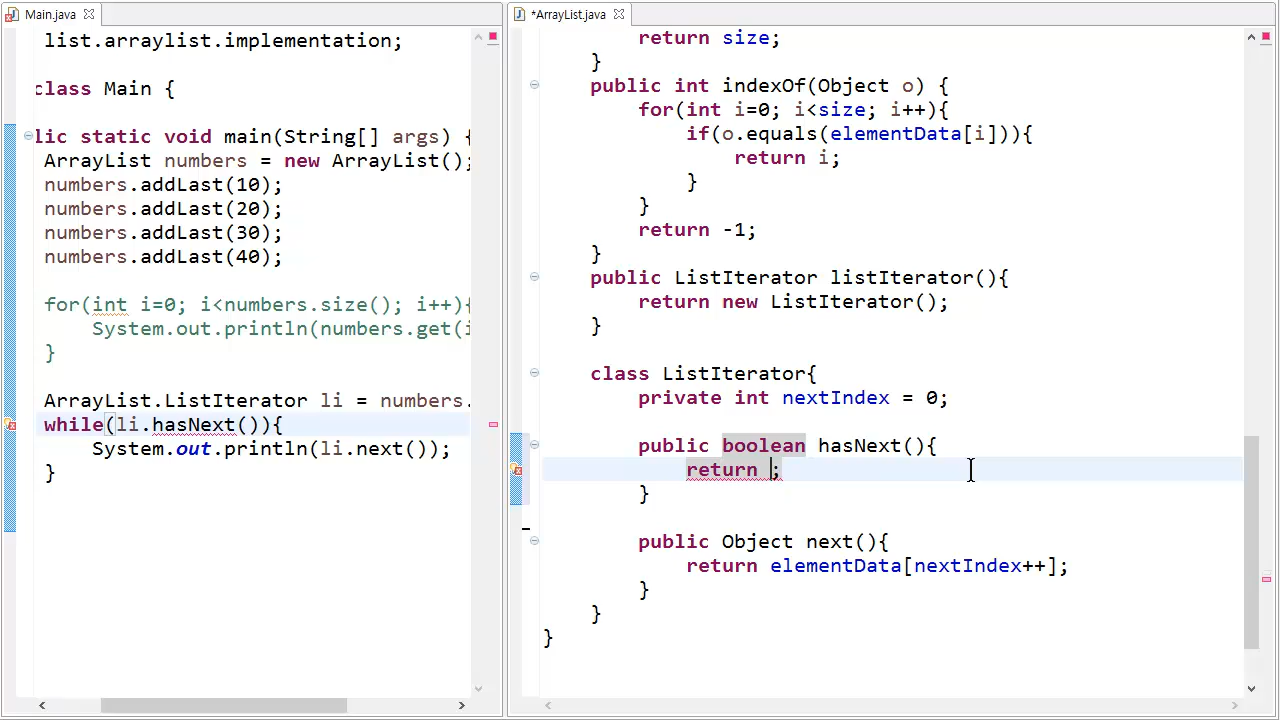 Main.java
list.arraylist.implementation;
class Main {
lic static void main(String[] args) {
ArrayList numbers = new ArrayList();
numbers.addLast(10);
numbers.addLast(20);
numbers.addLast(30);
numbers.addLast(40);
for(int i=0; i<numbers.size(); i++){
System.out.println(numbers.get(i
}
ArrayList.ListIterator li = numbers.
while(li.hasNext()){
System.out.println(li.next());
}
*ArrayList.java
return size;
}
public int indexOf(Object o) {
for(int i=0; i<size; i++){
if(o.equals(elementData[i])){
return i;
}
}
return -1;
}
public ListIterator listIterator(){
return new ListIterator();
}
class ListIterator{
private int nextIndex = 0;
public boolean hasNext(){
return ;
}
public Object next(){
return elementData[nextIndex++];
}
}
}